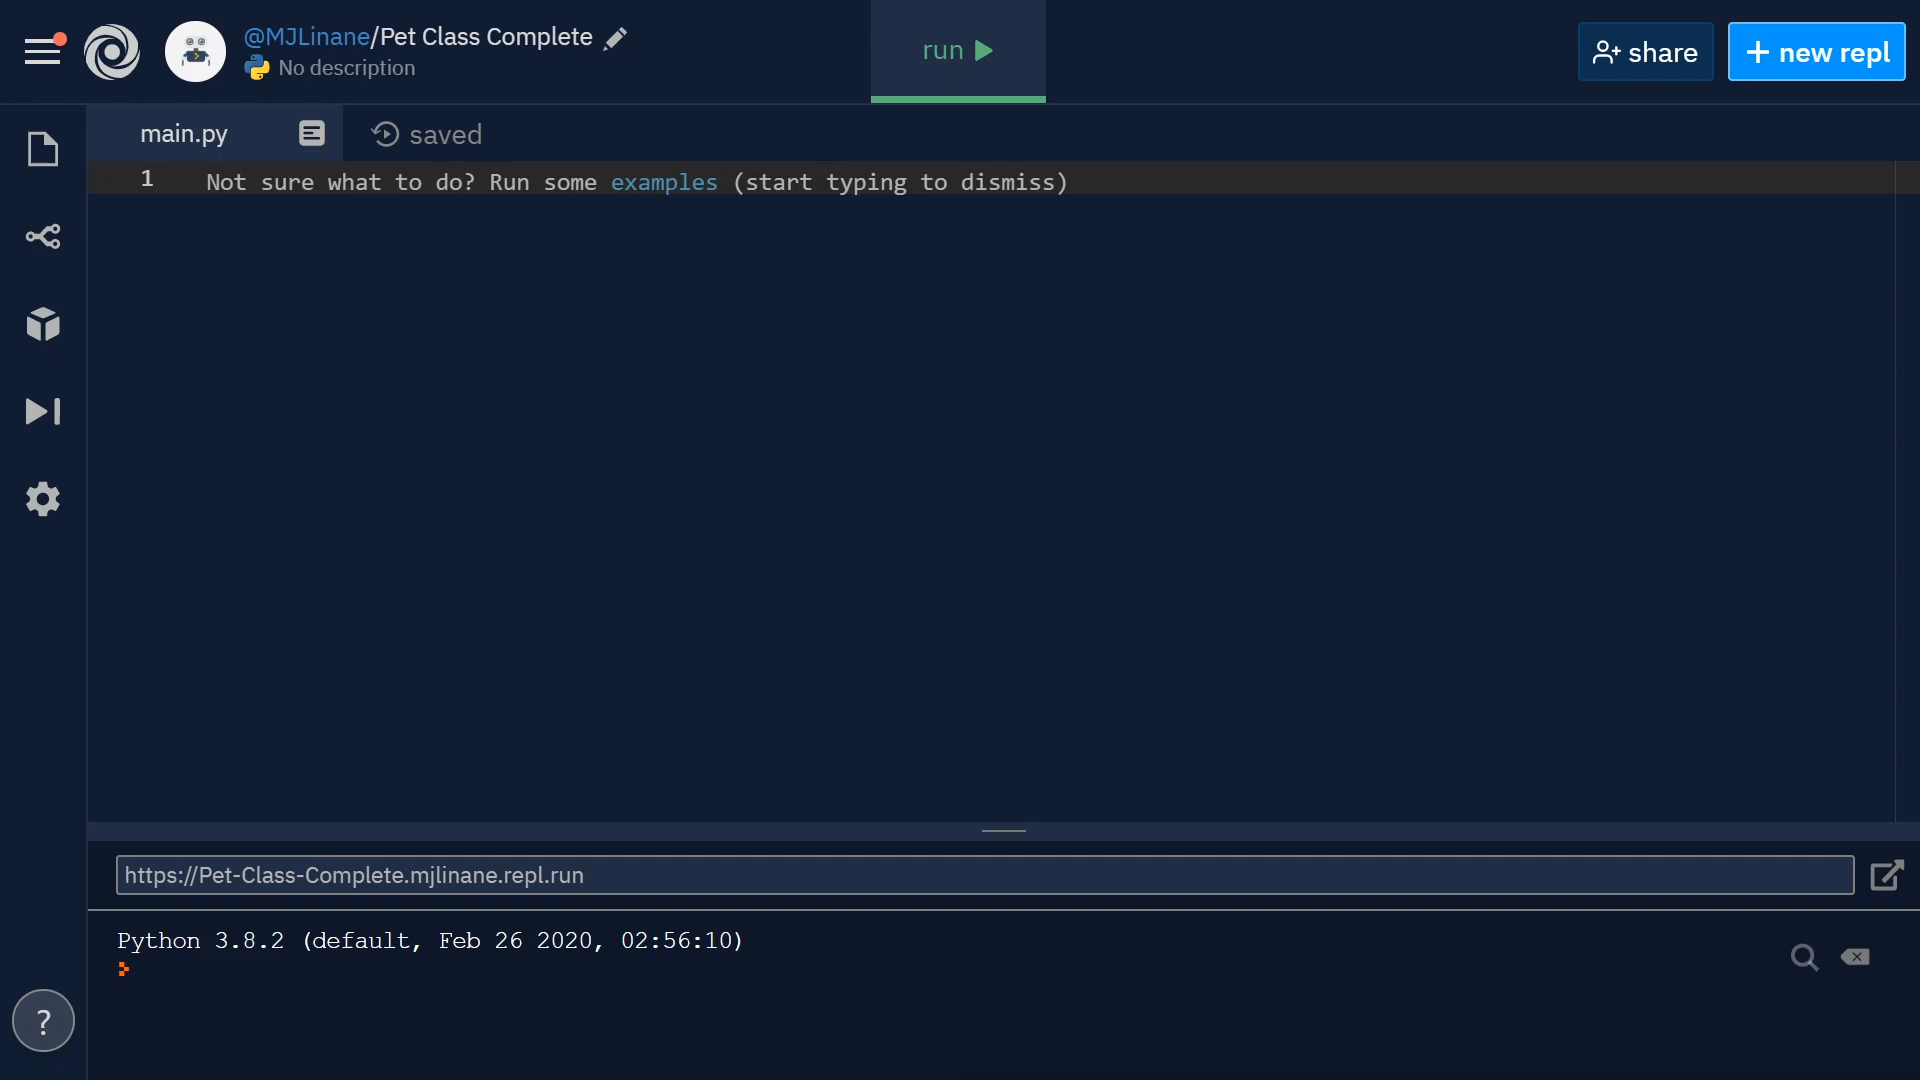 @MJLinane/Pet Class Complete
No description
run
share
+ new repl
main.py
saved
1 Not sure what to do? Run some examples (start typing to dismiss)
https://Pet-Class-Complete.mjlinane.repl.run
Python 3.8.2 (default, Feb 26 2020, 02:56:10)
?